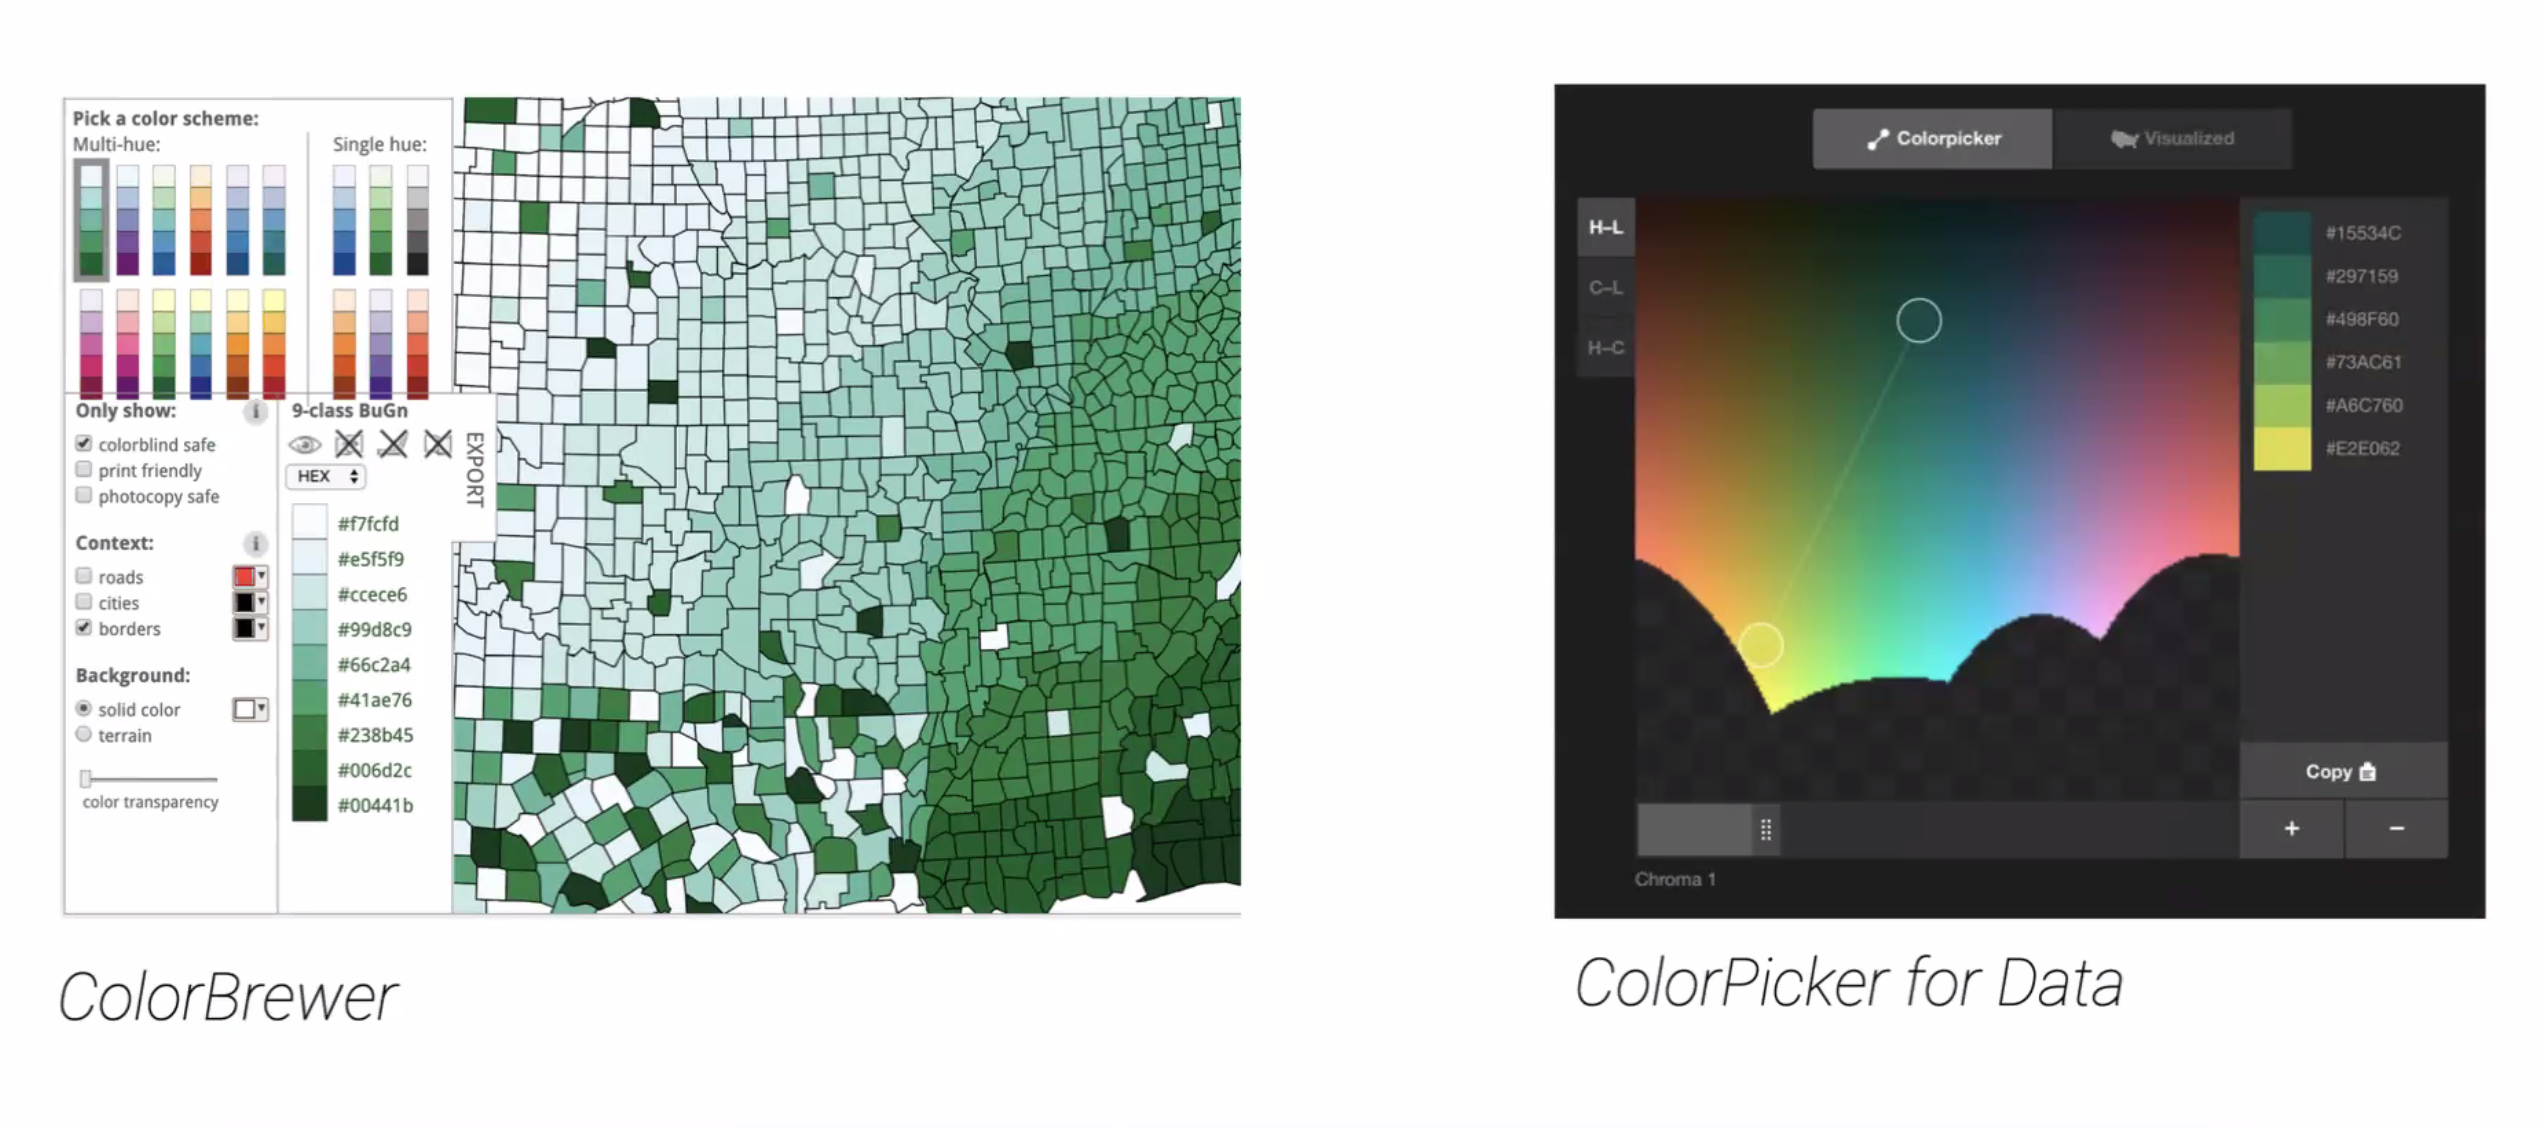 Pick a color scheme:
Multi-hue:
Single hue:
Only show:
i
colorblind safe
print friendly
photocopy safe
Context:
i
roads
cities
borders
Background:
solid color
terrain
color transparency
9-class BuGn
HEX
EXPORT
#f7fcfd
#e5f5f9
#ccece6
#99d8c9
#66c2a4
#41ae76
#238b45
#006d2c
#00441b
ColorBrewer
Colorpicker
Visualized
H–L
C–L
H–C
#15534C
#297159
#498F60
#73AC61
#A6C760
#E2E062
Copy
+
−
Chroma 1
ColorPicker for Data